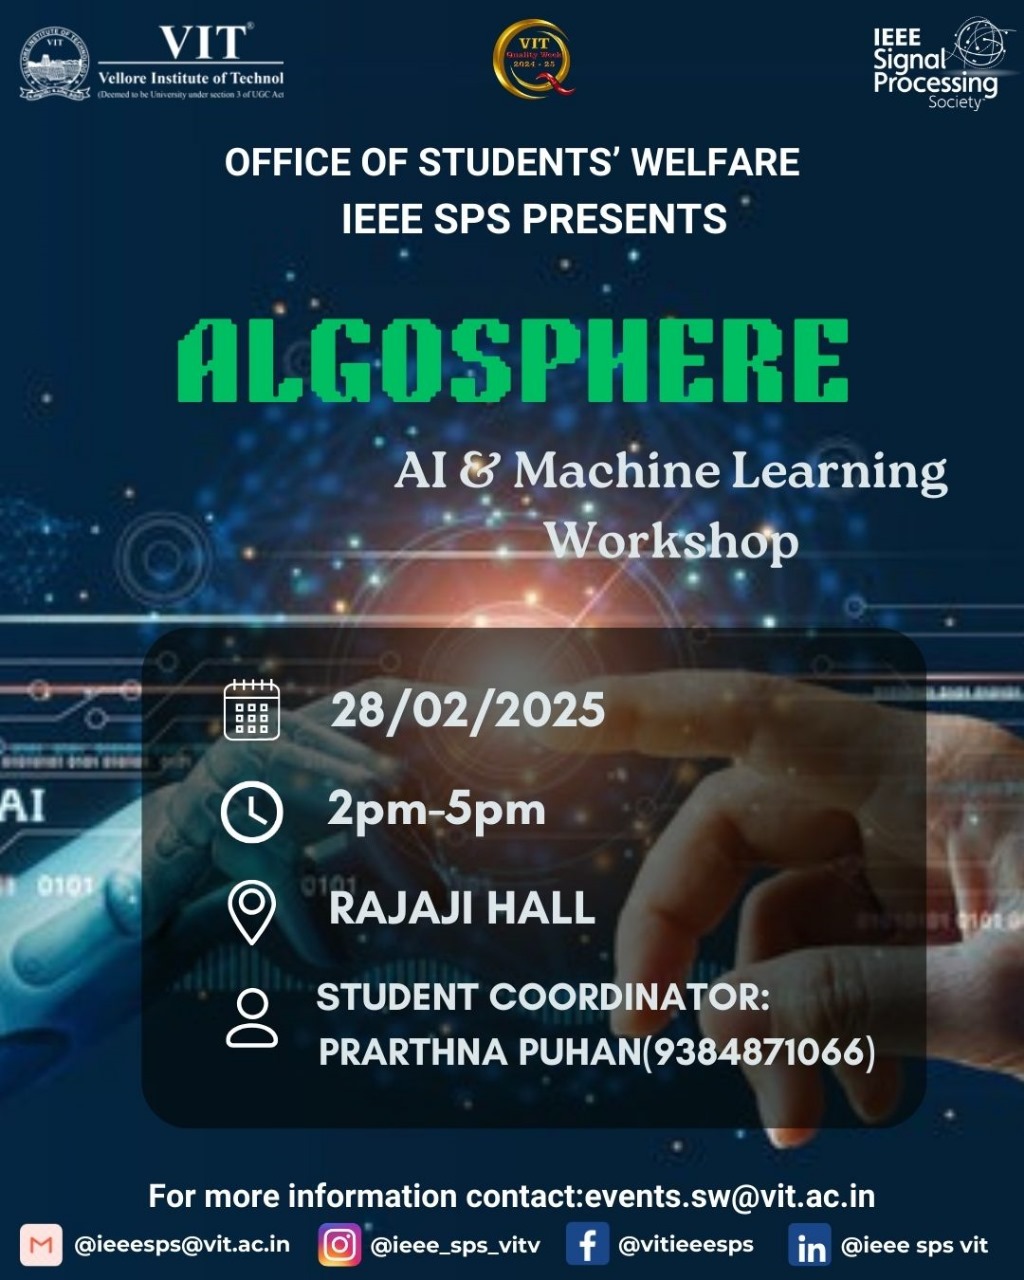 VIT®
Vellore Institute of Technol
(Deemed to be University under section 3 of UGC Act
VIT
VIT
Quality Week
2024 - 25
IEEE
Signal
Processing
Society
OFFICE OF STUDENTS’ WELFARE
IEEE SPS PRESENTS
ALGOSPHERE
AI & Machine Learning
Workshop
28/02/2025
2pm-5pm
AI
0101
0101
RAJAJI HALL
STUDENT COORDINATOR:
PRARTHNA PUHAN(9384871066)
For more information contact:events.sw@vit.ac.in
@ieeesps@vit.ac.in
@ieee_sps_vitv
@vitieeesps
in
@ieee sps vit